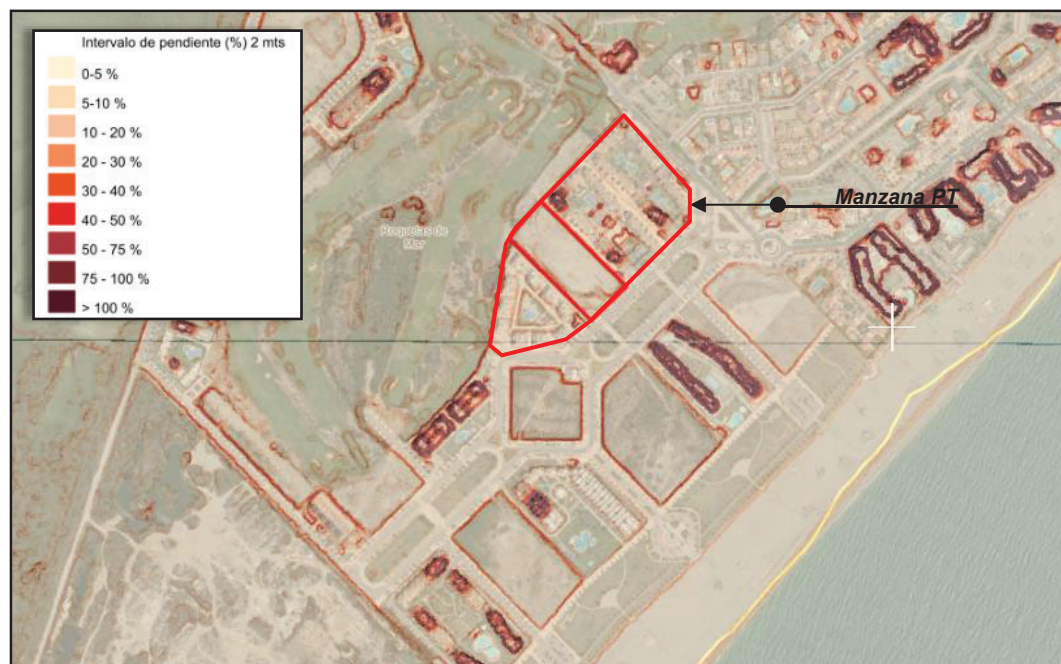 Intervalo de pendiente (%) 2 mts
0-5 %
5-10 %
10 - 20 %
20 - 30 %
30 - 40 %
40 - 50 %
50 - 75 %
75 - 100 %
> 100 %
Manzana PT
Roquetas de
Mar